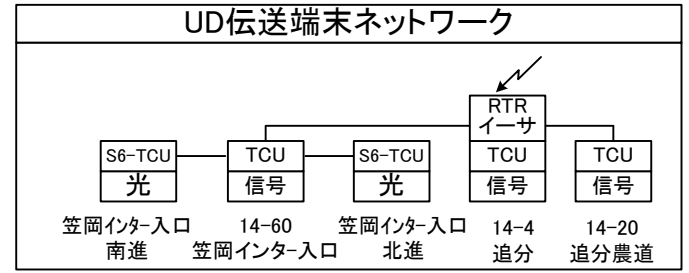 UD伝送端末ネットワーク
RTR
イーサ
S6-TCU TCU S6-TCU TCU TCU
光 信号 光 信号 信号
笠岡インター入口 14-60 笠岡インター入口 14-4 14-20
南進 笠岡インター入口 北進 追分 追分農道